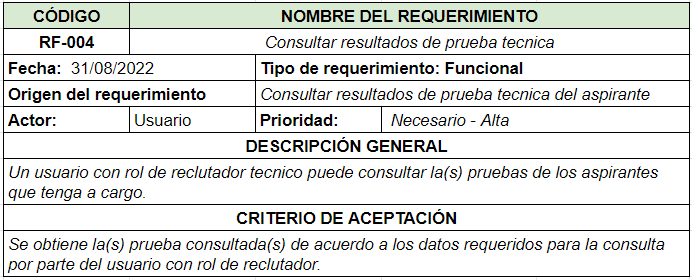 CÓDIGO NOMBRE DEL REQUERIMIENTO
RF-004 Consultar resultados de prueba tecnica
Fecha: 31/08/2022 Tipo de requerimiento: Funcional
Origen del requerimiento Consultar resultados de prueba tecnica del aspirante
Actor: Usuario Prioridad: Necesario - Alta
DESCRIPCIÓN GENERAL
Un usuario con rol de reclutador tecnico puede consultar la(s) pruebas de los aspirantes
que tenga a cargo.
CRITERIO DE ACEPTACIÓN
Se obtiene la(s) prueba consultada(s) de acuerdo a los datos requeridos para la consulta
por parte del usuario con rol de reclutador.